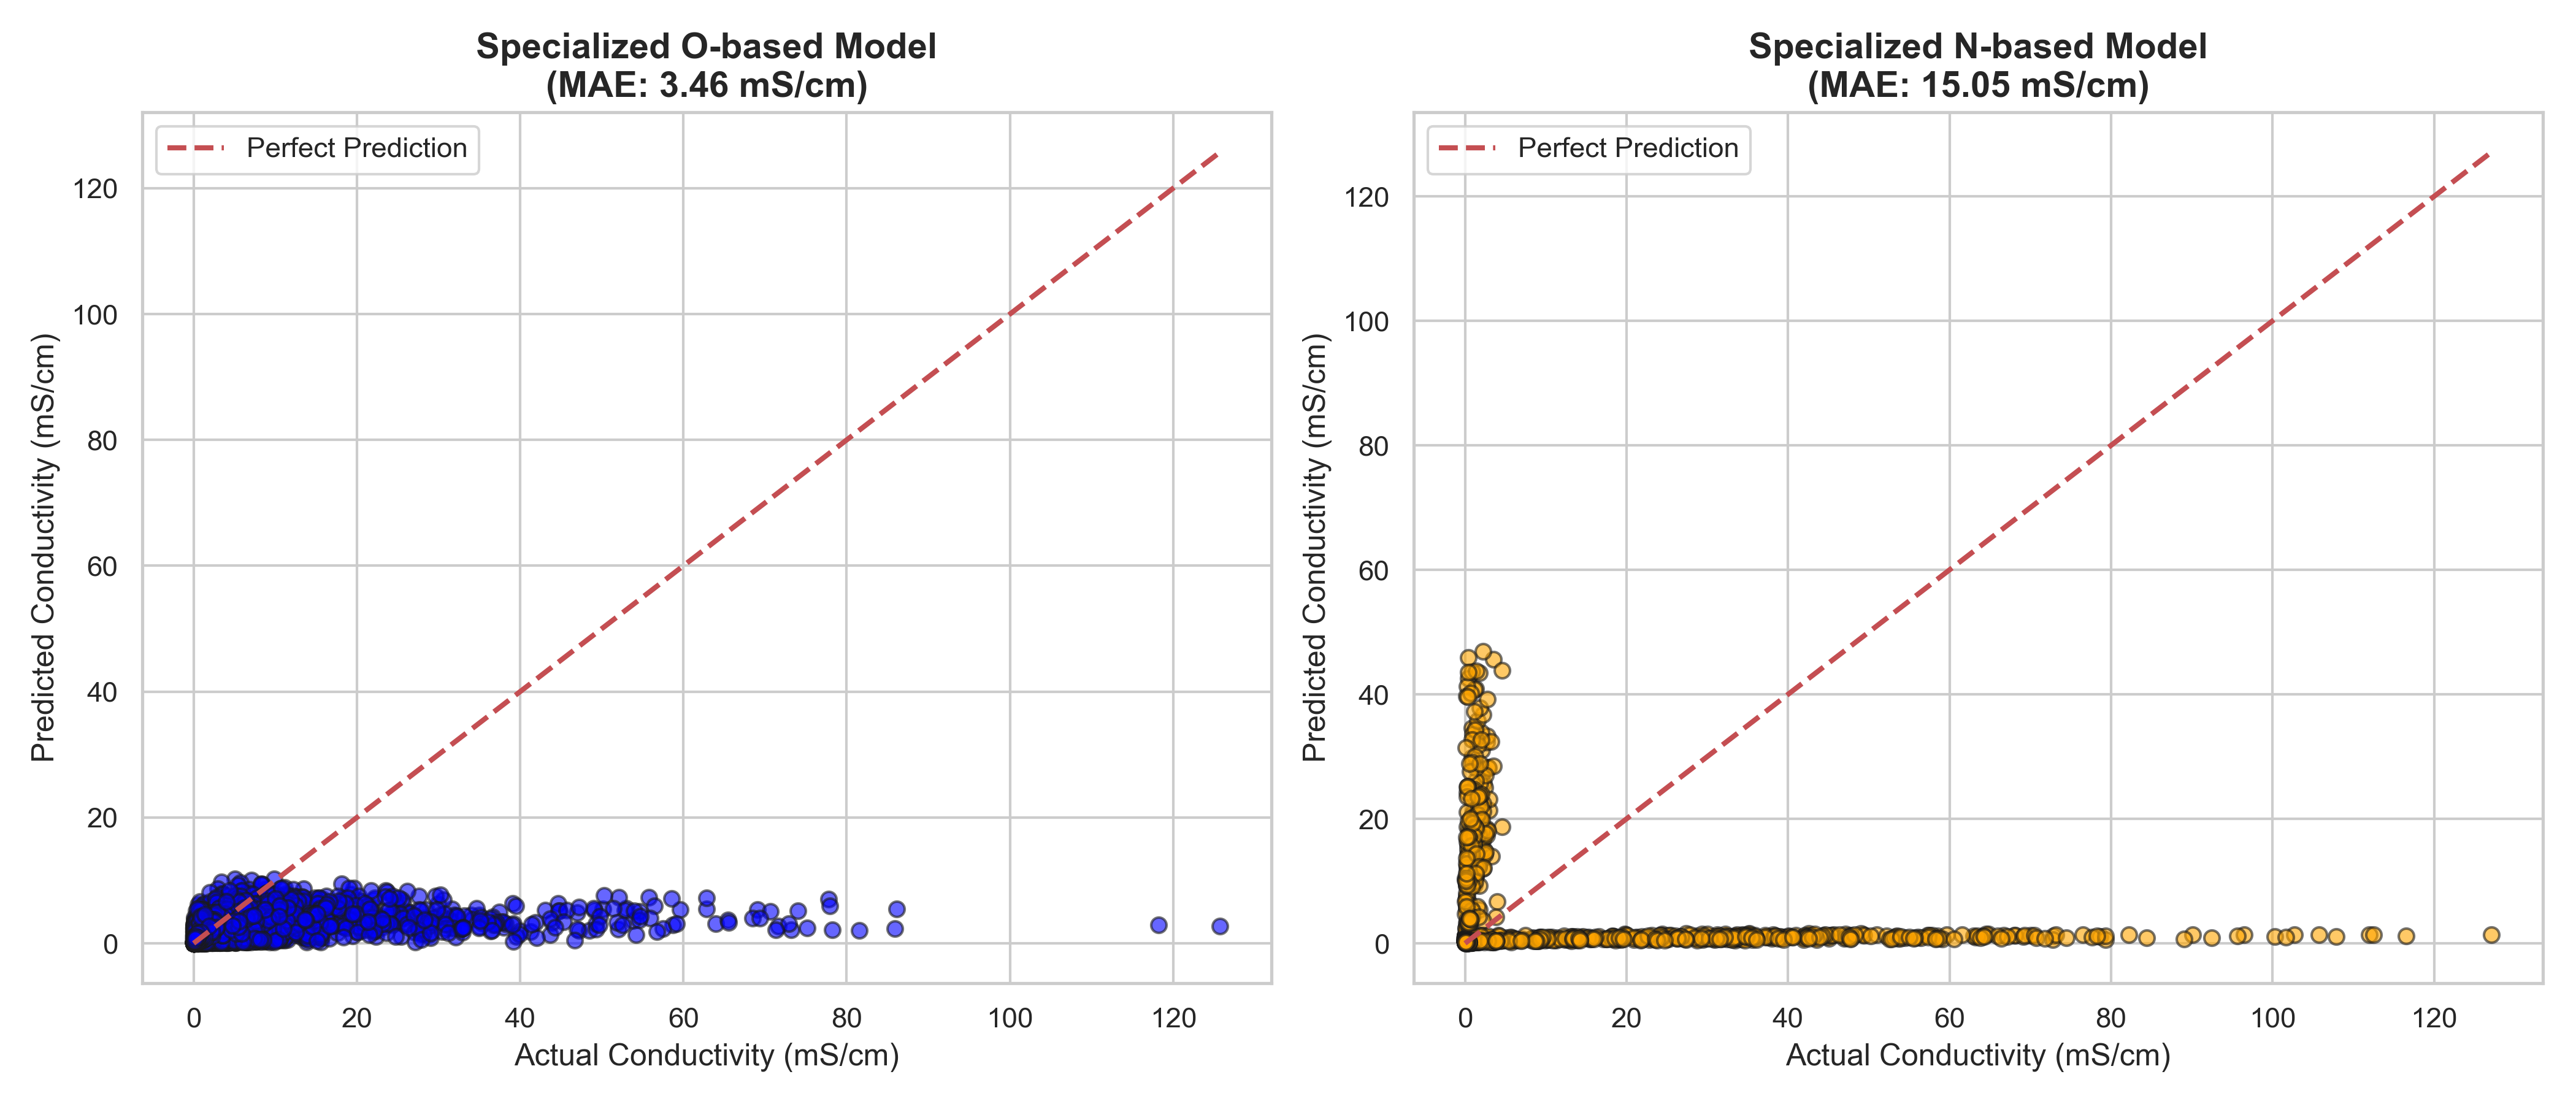 Specialized O-based Model
(MAE: 3.46 mS/cm)
Perfect Prediction
Predicted Conductivity (mS/cm)
120
100
80
60
40
20
0
0 20 40 60 80 100 120
Actual Conductivity (mS/cm)
Specialized N-based Model
(MAE: 15.05 mS/cm)
Perfect Prediction
Predicted Conductivity (mS/cm)
120
100
80
60
40
20
0
0 20 40 60 80 100 120
Actual Conductivity (mS/cm)